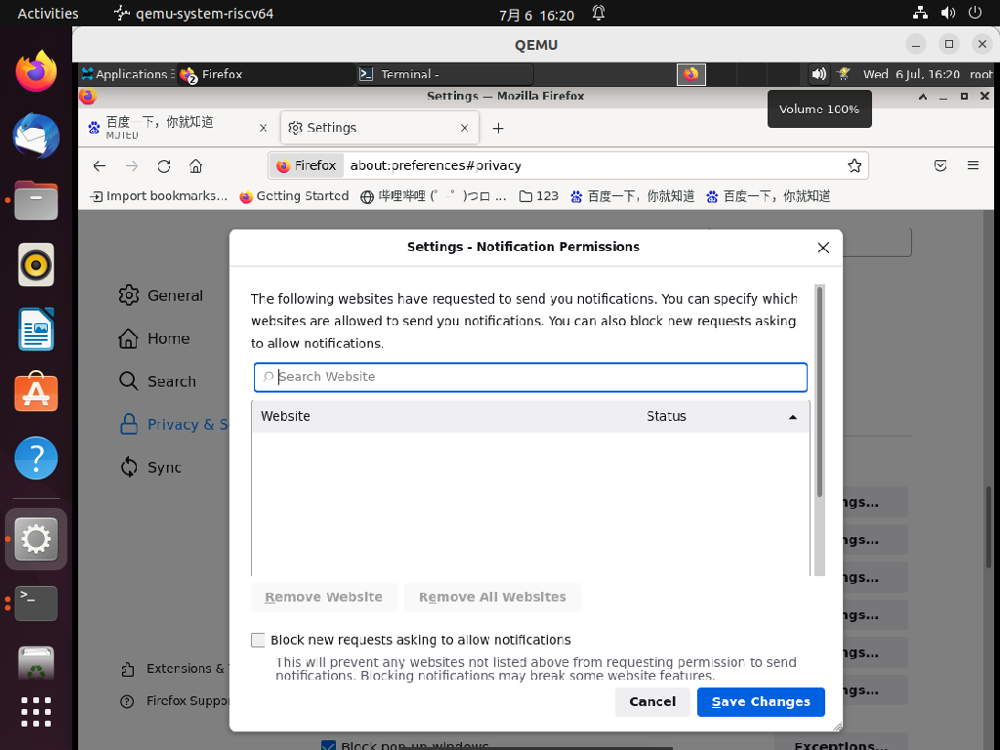 Activities
qemu-system-riscv64
7月 6 16:20
QEMU
Applications
2
Firefox
Terminal -
Wed 6 Jul, 16:20
root
Settings — Mozilla Firefox
Volume 100%
百度一下，你就知道
MUTED
Settings
Firefox
about:preferences#privacy
Import bookmarks...
Getting Started
哔哩哔哩 (゜-゜)つロ ...
123
百度一下，你就知道
百度一下，你就知道
Settings - Notification Permissions
General
Home
Search
Privacy & S
Sync
Extensions &
Firefox Suppor
The following websites have requested to send you notifications. You can specify which
websites are allowed to send you notifications. You can also block new requests asking
to allow notifications.
Search Website
Website
Status
Remove Website
Remove All Websites
Block new requests asking to allow notifications
This will prevent any websites not listed above from requesting permission to send
notifications. Blocking notifications may break some website features.
Cancel
Save Changes
ngs...
ngs...
ngs...
ngs...
ngs...
ngs...
Block pop-up windows
Exceptions...